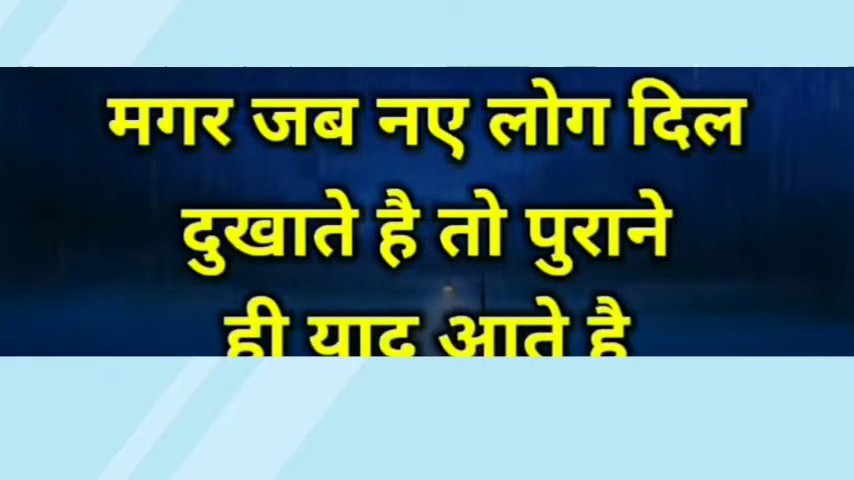 मगर जब नए लोग दिल
दुखाते है तो पुराने
ही याद आते है